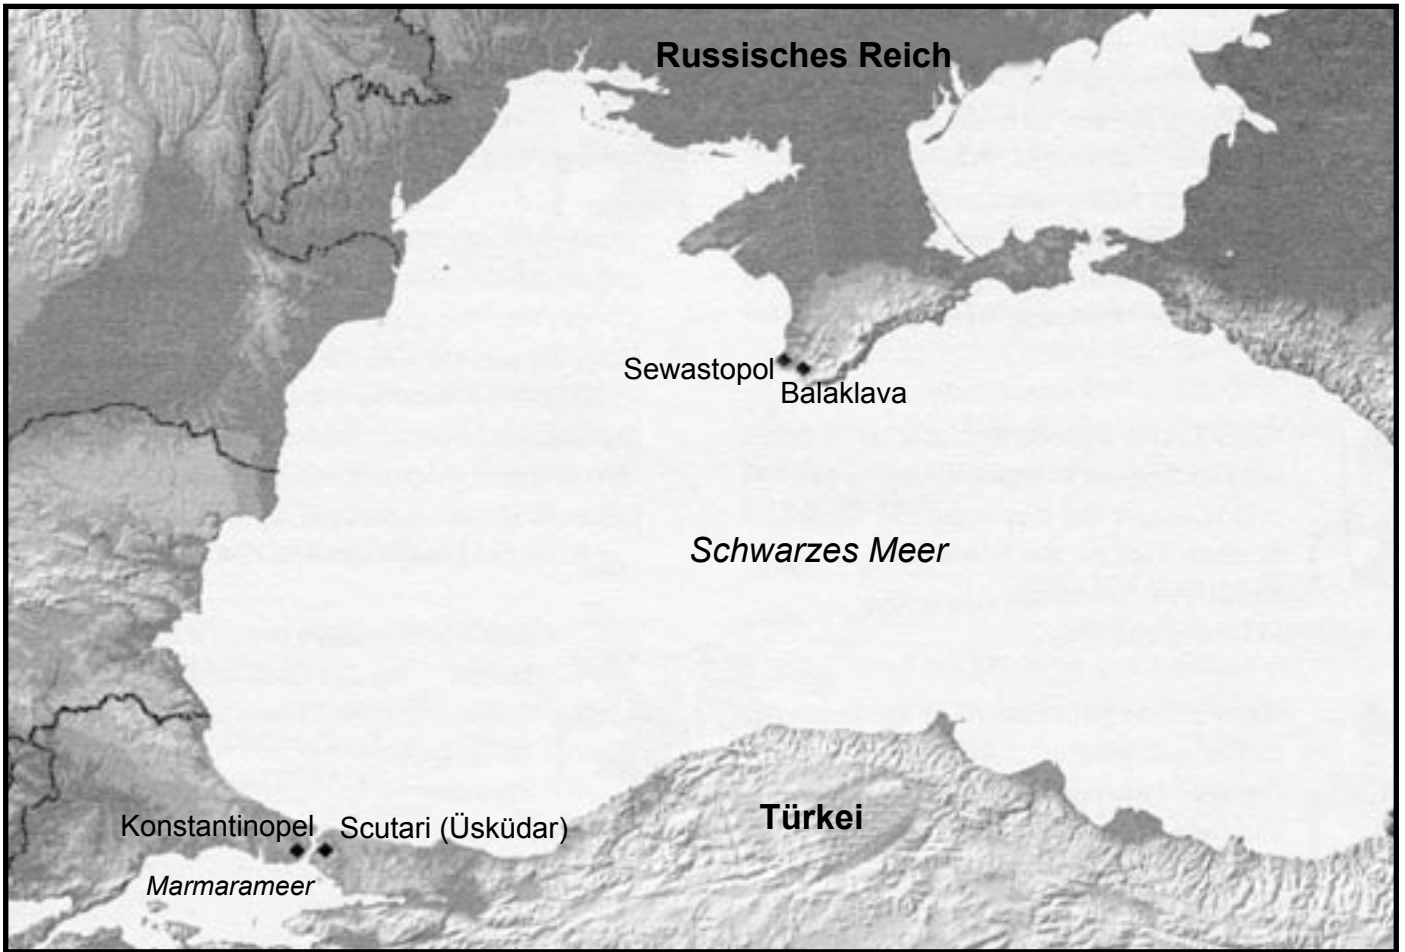 Russisches Reich
Sewastopol
Balaklava
Schwarzes Meer
Türkei
Konstantinopel
Scutari (Üsküdar)
Marmarameer